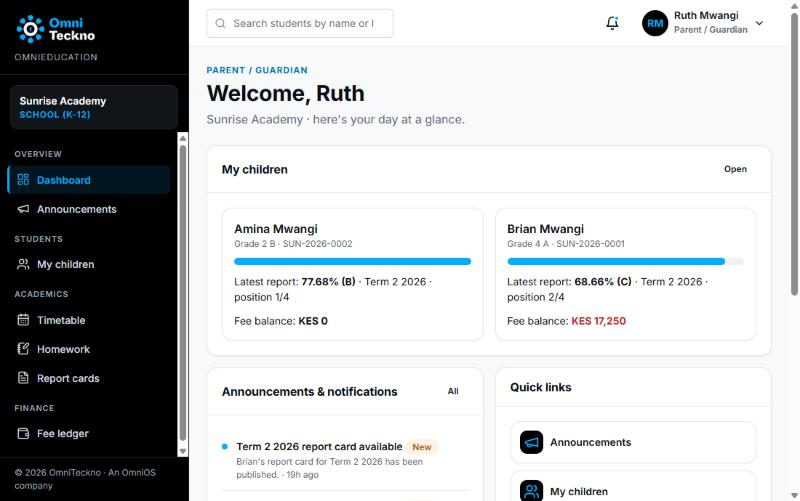 Omni
Teckno
OMNIEDUCATION
Sunrise Academy
SCHOOL (K-12)
OVERVIEW
Dashboard
Announcements
STUDENTS
My children
ACADEMICS
Timetable
Homework
Report cards
FINANCE
Fee ledger
© 2026 OmniTeckno · An OmniOS
company
Search students by name or I
RM
Ruth Mwangi
Parent / Guardian
PARENT / GUARDIAN
Welcome, Ruth
Sunrise Academy · here's your day at a glance.
My children
Open
Amina Mwangi
Grade 2 B · SUN-2026-0002
Latest report: 77.68% (B) · Term 2 2026 ·
position 1/4
Fee balance: KES 0
Brian Mwangi
Grade 4 A · SUN-2026-0001
Latest report: 68.66% (C) · Term 2 2026 ·
position 2/4
Fee balance: KES 17,250
Announcements & notifications
All
Term 2 2026 report card available New
Brian's report card for Term 2 2026 has been
published. · 19h ago
Quick links
Announcements
My children